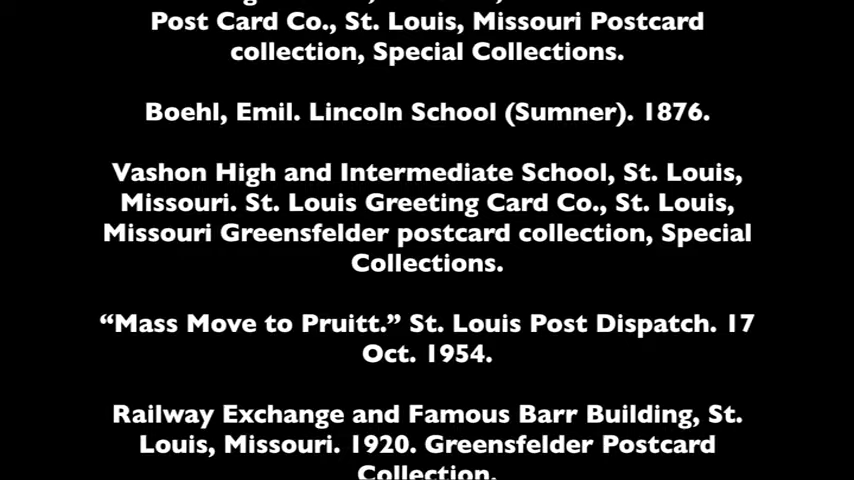 Post Card Co., St. Louis, Missouri Postcard
collection, Special Collections.
Boehl, Emil. Lincoln School (Sumner). 1876.
Vashon High and Intermediate School, St. Louis,
Missouri. St. Louis Greeting Card Co., St. Louis,
Missouri Greensfelder postcard collection, Special
Collections.
“Mass Move to Pruitt.” St. Louis Post Dispatch. 17
Oct. 1954.
Railway Exchange and Famous Barr Building, St.
Louis, Missouri. 1920. Greensfelder Postcard
Collection.